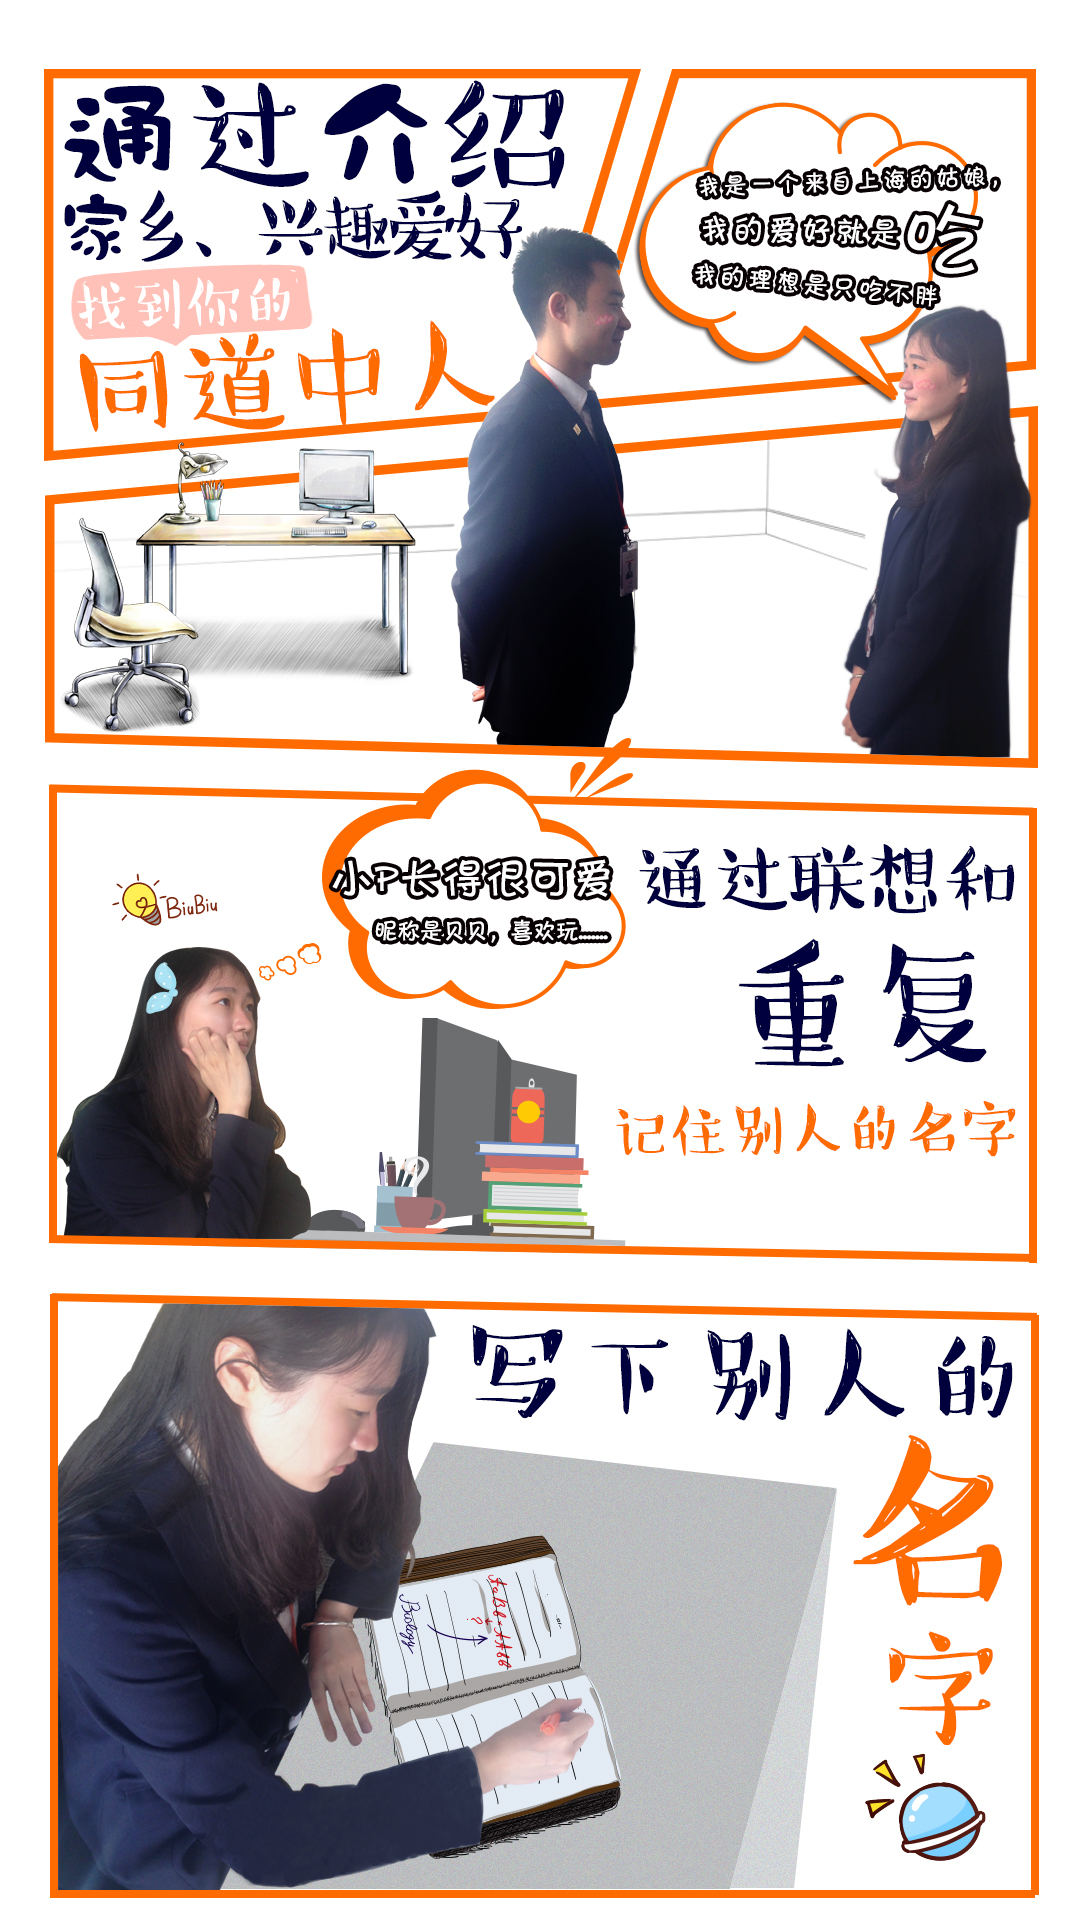 通过介绍
家乡、兴趣爱好
找到你的
同道中人
我是一个来自上海的姑娘，
我的爱好就是吃
我的理想是只吃不胖
BiuBiu
小P长得很可爱
昵称是贝贝，喜欢玩......
通过联想和
重复
记住别人的名字
写下别人的
名
字
Biology